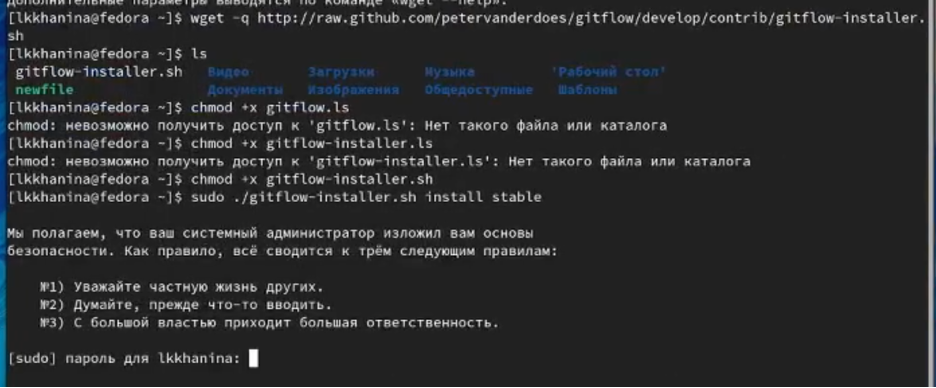 дополнительные параметры выводятся по команде «wget --help».
[lkkhanina@fedora ~]$ wget -q http://raw.github.com/petervanderdoes/gitflow/develop/contrib/gitflow-installer.
sh
[lkkhanina@fedora ~]$ ls
gitflow-installer.sh Видео Загрузки Музыка 'Рабочий стол'
newfile Документы Изображения Общедоступные Шаблоны
[lkkhanina@fedora ~]$ chmod +x gitflow.ls
chmod: невозможно получить доступ к 'gitflow.ls': Нет такого файла или каталога
[lkkhanina@fedora ~]$ chmod +x gitflow-installer.ls
chmod: невозможно получить доступ к 'gitflow-installer.ls': Нет такого файла или каталога
[lkkhanina@fedora ~]$ chmod +x gitflow-installer.sh
[lkkhanina@fedora ~]$ sudo ./gitflow-installer.sh install stable
Мы полагаем, что ваш системный администратор изложил вам основы
безопасности. Как правило, всё сводится к трём следующим правилам:
№1) Уважайте частную жизнь других.
№2) Думайте, прежде что-то вводить.
№3) С большой властью приходит большая ответственность.
[sudo] пароль для lkkhanina: